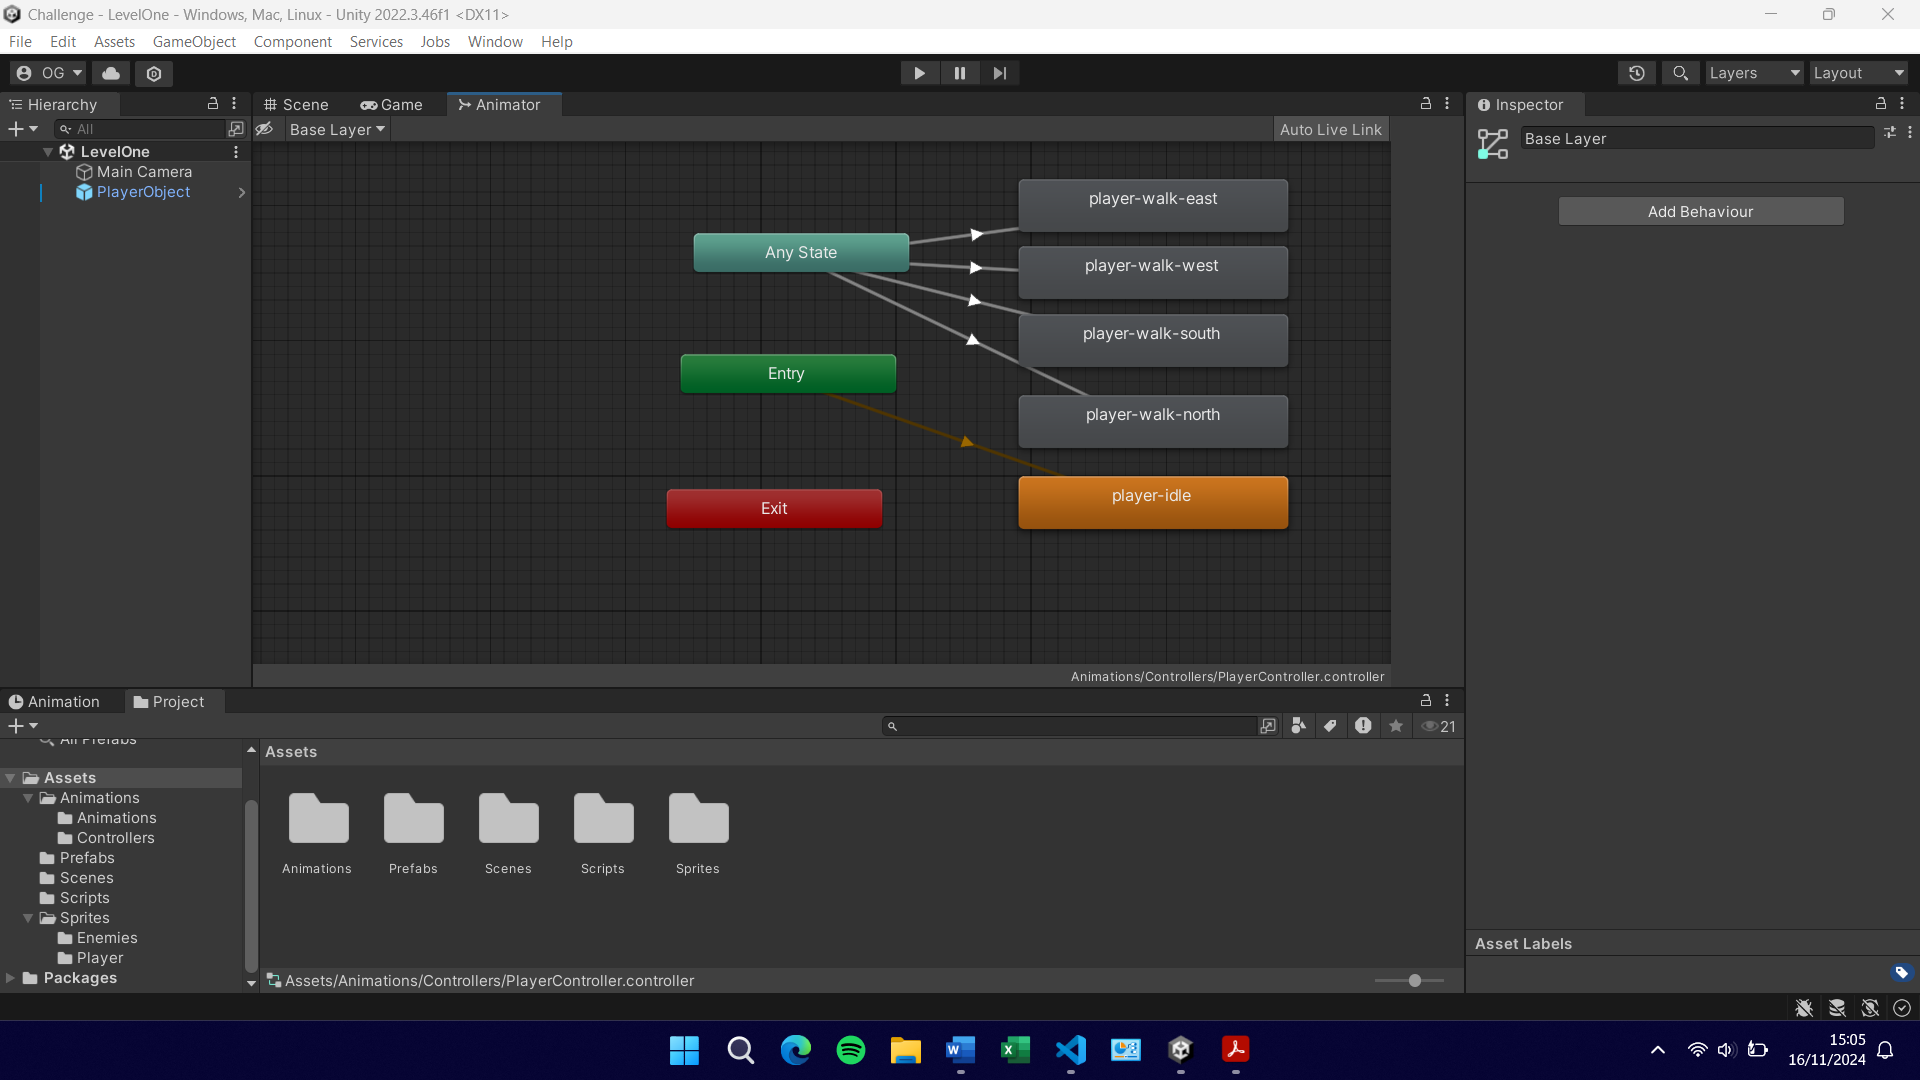 Challenge - LevelOne - Windows, Mac, Linux - Unity 2022.3.46f1 <DX11>
File Edit Assets GameObject Component Services Jobs Window Help
OG
Layers
Layout
Hierarchy
All
LevelOne
Main Camera
PlayerObject
Scene Game Animator
Base Layer
Auto Live Link
player-walk-east
Any State
player-walk-west
player-walk-south
Entry
player-walk-north
player-idle
Exit
Animations/Controllers/PlayerController.controller
Inspector
Base Layer
Add Behaviour
Asset Labels
Animation Project
21
All Prefabs
Assets
Animations
Animations
Controllers
Prefabs
Scenes
Scripts
Sprites
Enemies
Player
Packages
Assets
Animations Prefabs Scenes Scripts Sprites
Assets/Animations/Controllers/PlayerController.controller
15:05
16/11/2024